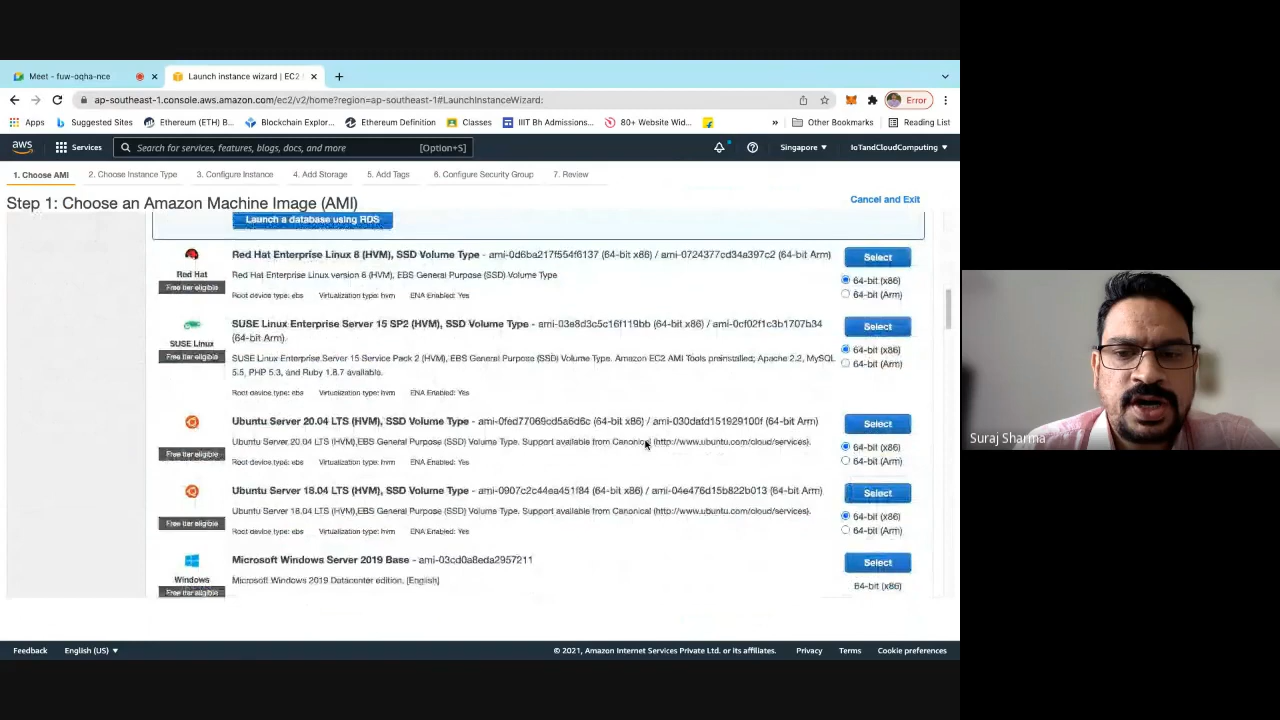 Meet - fuw-oqha-nce
Launch instance wizard | EC2
ap-southeast-1.console.aws.amazon.com/ec2/v2/home?region=ap-southeast-1#LaunchInstanceWizard:
Error
Apps
Suggested Sites
Ethereum (ETH) B...
Blockchain Explor...
Ethereum Definition
Classes
IIIT Bh Admissions...
80+ Website Wid...
»
Other Bookmarks
Reading List
aws
Services
Search for services, features, blogs, docs, and more
[Option+S]
Singapore
IoTandCloudComputing
1. Choose AMI
2. Choose Instance Type
3. Configure Instance
4. Add Storage
5. Add Tags
6. Configure Security Group
7. Review
Step 1: Choose an Amazon Machine Image (AMI)
Cancel and Exit
Launch a database using RDS
Red Hat Enterprise Linux 8 (HVM), SSD Volume Type - ami-0d6ba217f554f6137 (64-bit x86) / ami-0724377cd34a397c2 (64-bit Arm)
Select
Red Hat
Free tier eligible
Red Hat Enterprise Linux version 8 (HVM), EBS General Purpose (SSD) Volume Type
64-bit (x86)
64-bit (Arm)
Root device type: ebs Virtualization type: hvm ENA Enabled: Yes
SUSE Linux Enterprise Server 15 SP2 (HVM), SSD Volume Type - ami-03e8d3c5c16f119bb (64-bit x86) / ami-0cf02f1c3b1707b34
(64-bit Arm)
Select
SUSE Linux
Free tier eligible
SUSE Linux Enterprise Server 15 Service Pack 2 (HVM), EBS General Purpose (SSD) Volume Type. Amazon EC2 AMI Tools preinstalled; Apache 2.2, MySQL
5.5, PHP 5.3, and Ruby 1.8.7 available.
64-bit (x86)
64-bit (Arm)
Root device type: ebs Virtualization type: hvm ENA Enabled: Yes
Ubuntu Server 20.04 LTS (HVM), SSD Volume Type - ami-0fed77069cd5a6d6c (64-bit x86) / ami-030datd151929100f (64-bit Arm)
Select
Free tier eligible
Ubuntu Server 20.04 LTS (HVM),EBS General Purpose (SSD) Volume Type. Support available from Canonical (http://www.ubuntu.com/cloud/services).
64-bit (x86)
64-bit (Arm)
Root device type: ebs Virtualization type: hvm ENA Enabled: Yes
Ubuntu Server 18.04 LTS (HVM), SSD Volume Type - ami-0907c2c44ea451f84 (64-bit x86) / ami-04e476d15b822b013 (64-bit Arm)
Select
Free tier eligible
Ubuntu Server 18.04 LTS (HVM),EBS General Purpose (SSD) Volume Type. Support available from Canonical (http://www.ubuntu.com/cloud/services).
64-bit (x86)
64-bit (Arm)
Root device type: ebs Virtualization type: hvm ENA Enabled: Yes
Microsoft Windows Server 2019 Base - ami-03cd0a8eda2957211
Select
Windows
Free tier eligible
Microsoft Windows 2019 Datacenter edition. [English]
64-bit (x86)
Feedback
English (US)
© 2021, Amazon Internet Services Private Ltd. or its affiliates.
Privacy
Terms
Cookie preferences
Suraj Sharma